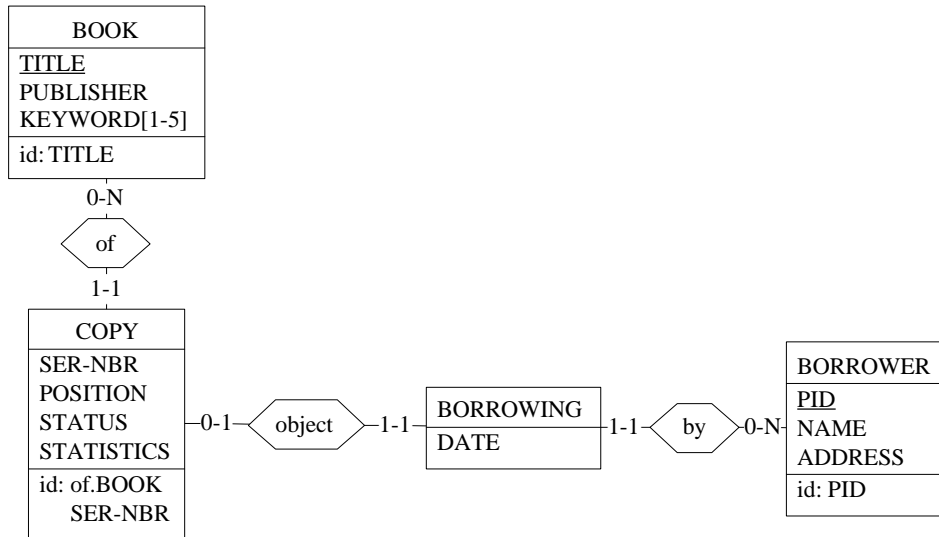 BOOK
TITLE
PUBLISHER
KEYWORD[1-5]
id: TITLE
0-N
of
1-1
COPY
SER-NBR
POSITION
STATUS
STATISTICS
id: of.BOOK
SER-NBR
0-1
object
1-1
BORROWING
DATE
1-1
by
0-N
BORROWER
PID
NAME
ADDRESS
id: PID